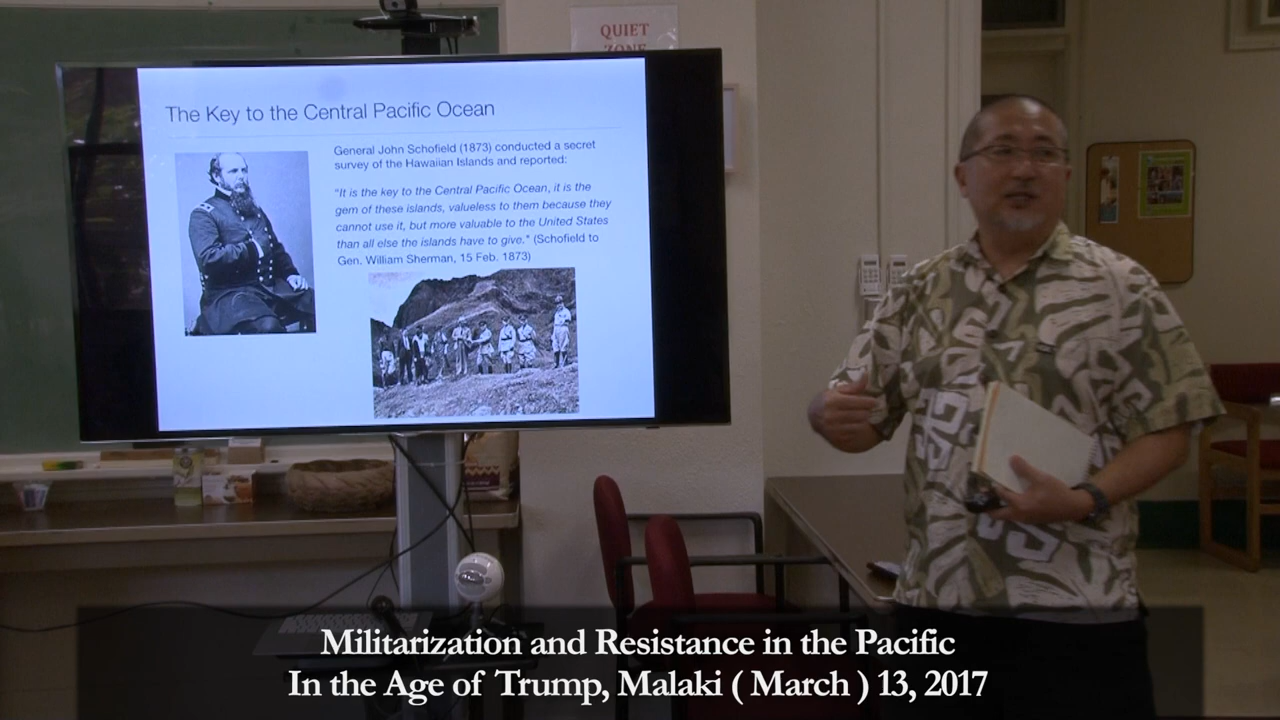 QUIET
ZONE
The Key to the Central Pacific Ocean
General John Schofield (1873) conducted a secret
survey of the Hawaiian Islands and reported:
"It is the key to the Central Pacific Ocean, it is the
gem of these islands, valueless to them because they
cannot use it, but more valuable to the United States
than all else the islands have to give." (Schofield to
Gen. William Sherman, 15 Feb. 1873)
Militarization and Resistance in the Pacific
In the Age of Trump, Malaki ( March ) 13, 2017